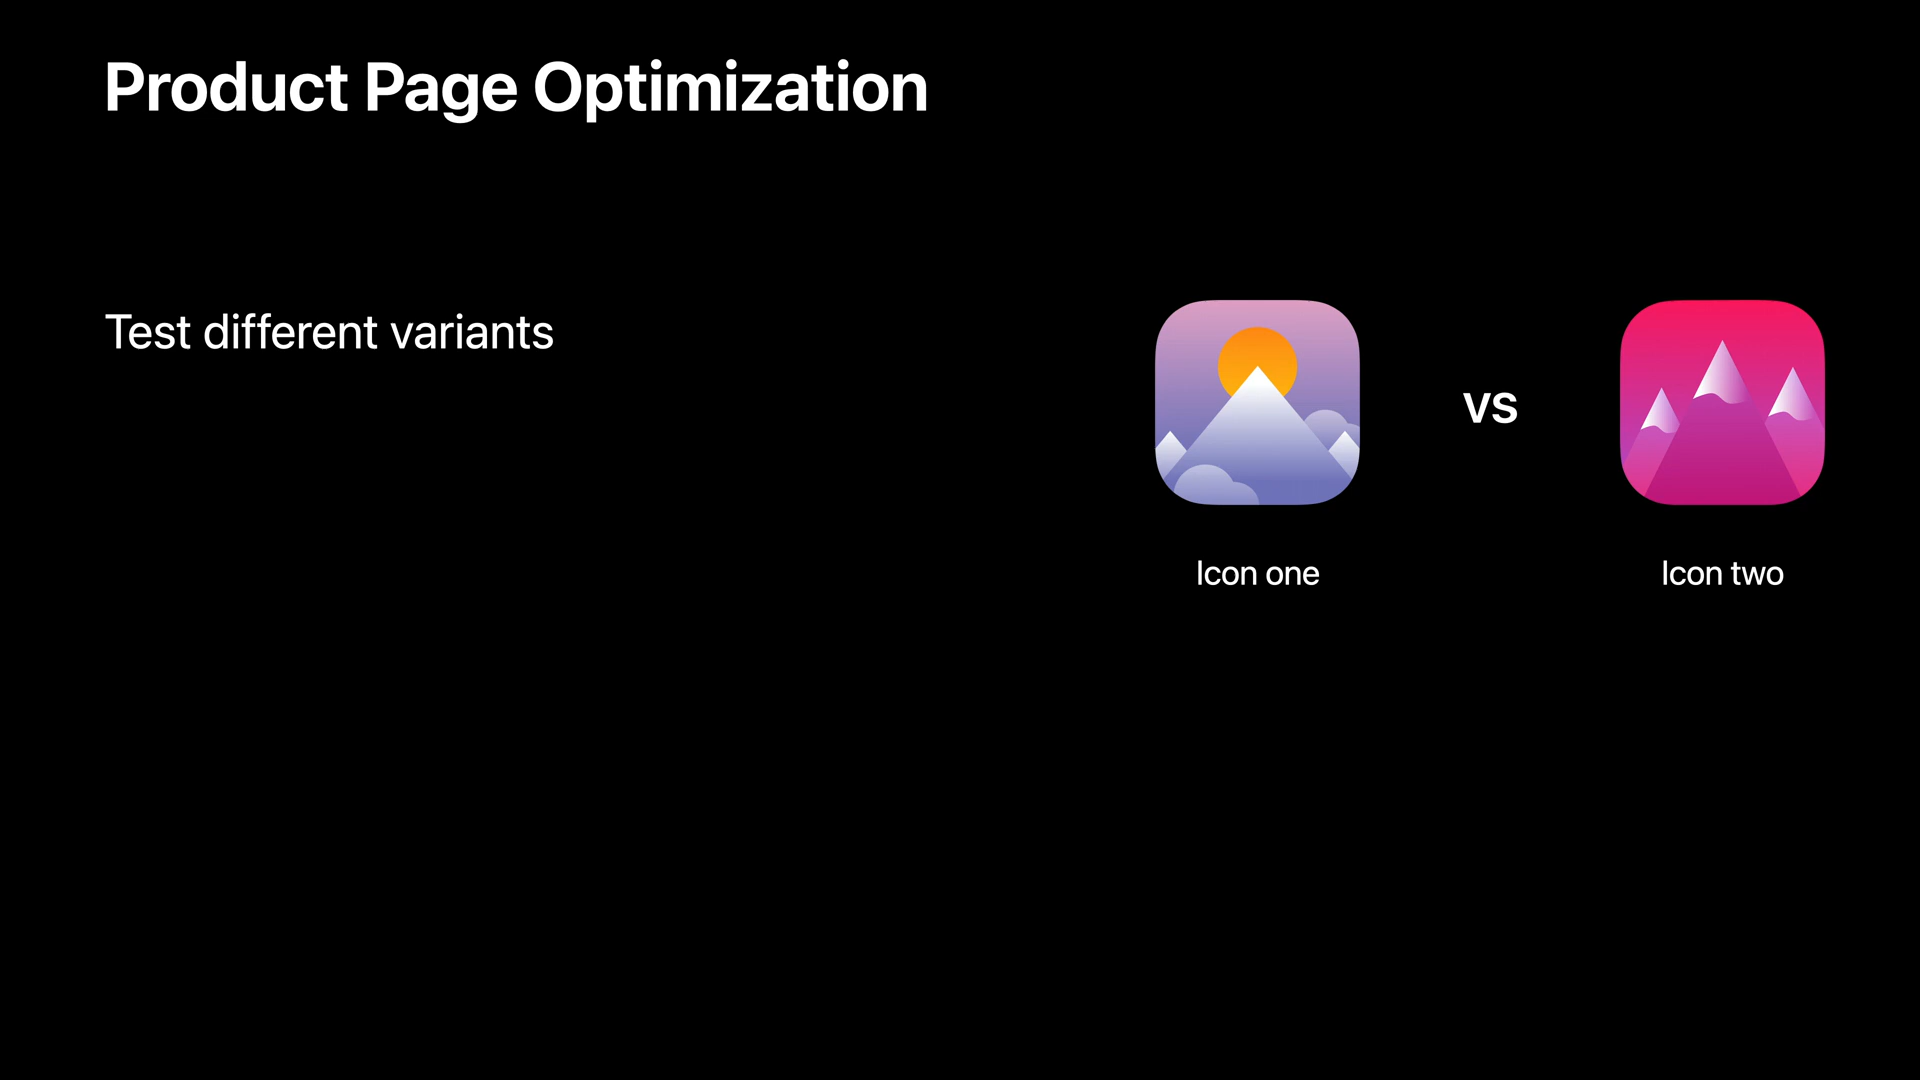 Product Page Optimization
Test different variants
vs
Icon one
Icon two